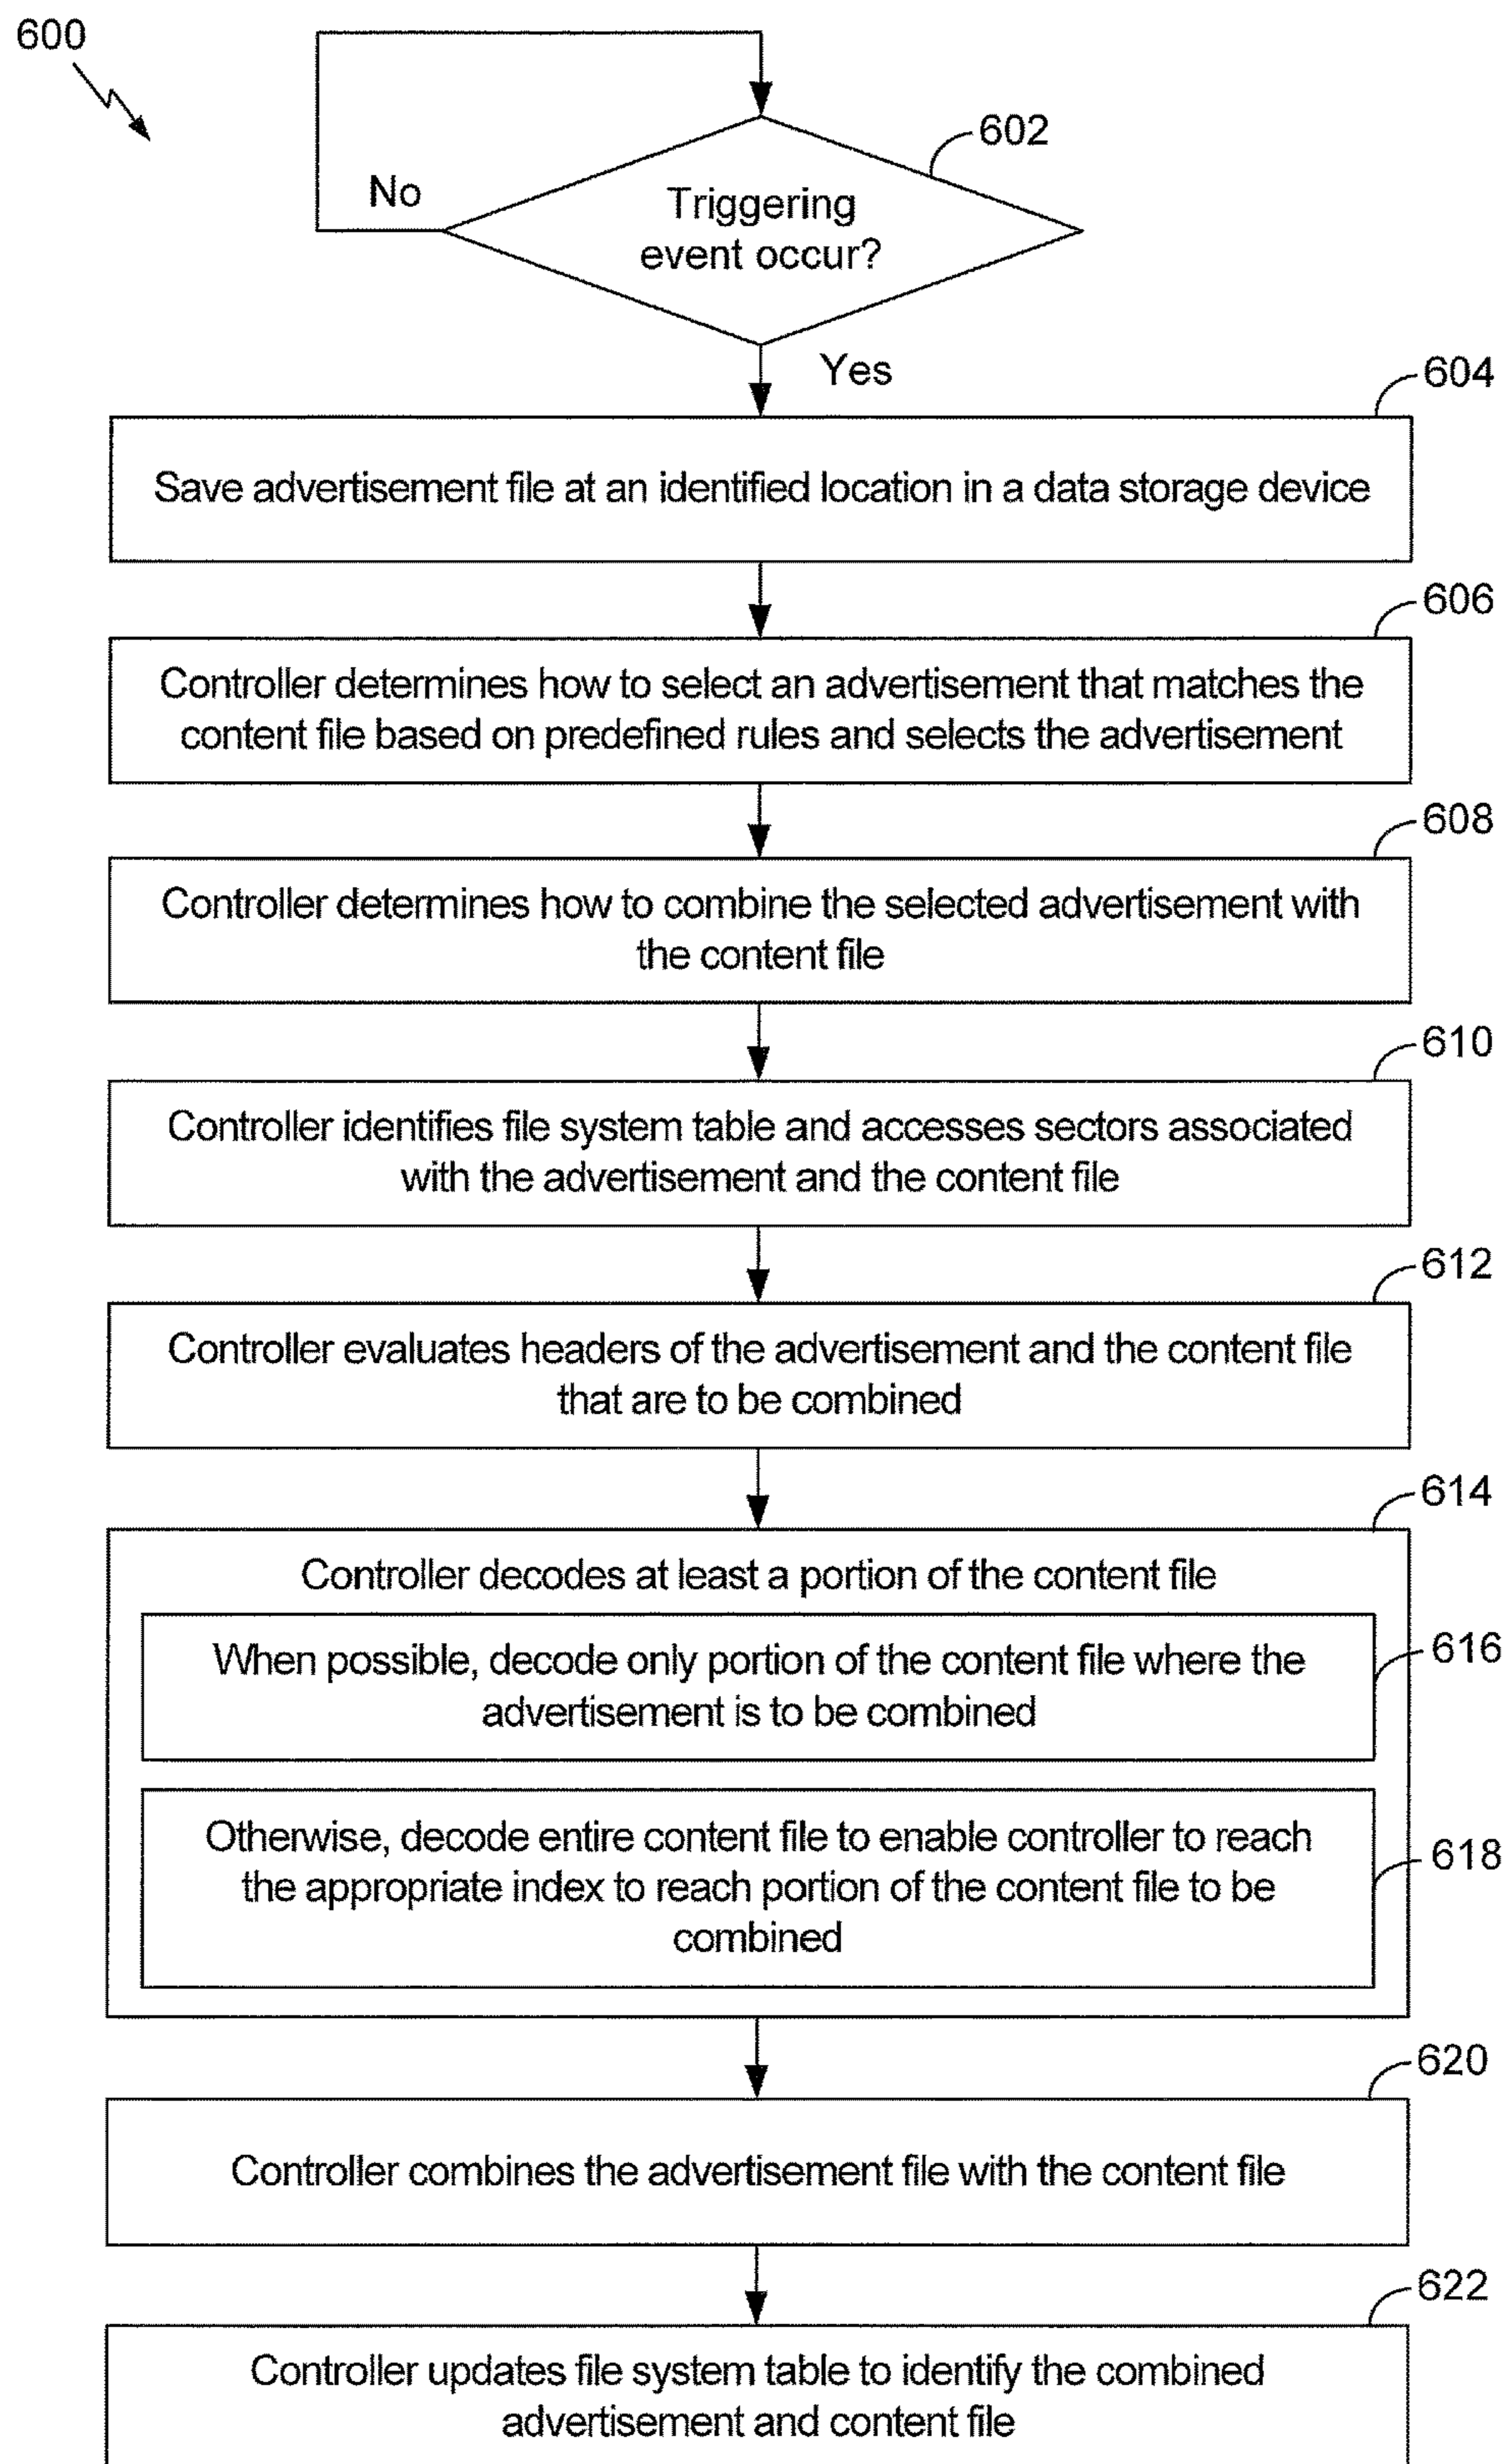 600
602
No
Triggering
event occur?
Yes
604
Save advertisement file at an identified location in a data storage device
606
Controller determines how to select an advertisement that matches the
content file based on predefined rules and selects the advertisement
608
Controller determines how to combine the selected advertisement with
the content file
610
Controller identifies file system table and accesses sectors associated
with the advertisement and the content file
612
Controller evaluates headers of the advertisement and the content file
that are to be combined
614
Controller decodes at least a portion of the content file
616
When possible, decode only portion of the content file where the
advertisement is to be combined
618
Otherwise, decode entire content file to enable controller to reach
the appropriate index to reach portion of the content file to be
combined
620
Controller combines the advertisement file with the content file
622
Controller updates file system table to identify the combined
advertisement and content file